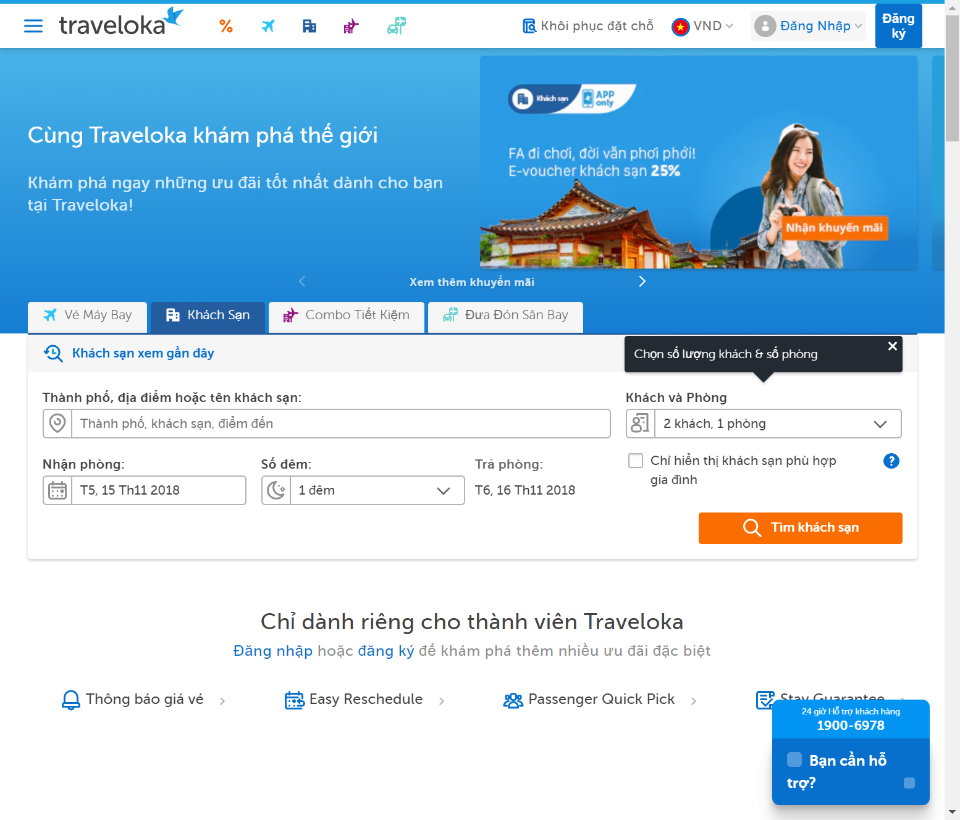 traveloka
Khôi phục đặt chỗ
VND
Đăng Nhập
Đăng ký
Khách sạn
APP only
Cùng Traveloka khám phá thế giới
FA đi chơi, đời vẫn phơi phới!
E-voucher khách sạn 25%
Khám phá ngay những ưu đãi tốt nhất dành cho bạn
tại Traveloka!
Nhận khuyến mãi
Xem thêm khuyến mãi
Vé Máy Bay
Khách Sạn
Combo Tiết Kiệm
Đưa Đón Sân Bay
Khách sạn xem gần đây
Chọn số lượng khách & số phòng
Thành phố, địa điểm hoặc tên khách sạn:
Khách và Phòng
Thành phố, khách sạn, điểm đến
2 khách, 1 phòng
Nhận phòng:
Số đêm:
Trả phòng:
Chỉ hiển thị khách sạn phù hợp
gia đình
T5, 15 Th11 2018
1 đêm
T6, 16 Th11 2018
Tìm khách sạn
Chỉ dành riêng cho thành viên Traveloka
Đăng nhập hoặc đăng ký để khám phá thêm nhiều ưu đãi đặc biệt
Thông báo giá vé
Easy Reschedule
Passenger Quick Pick
Stay Guarantee
24 giờ Hỗ trợ khách hàng
1900-6978
Bạn cần hỗ
trợ?